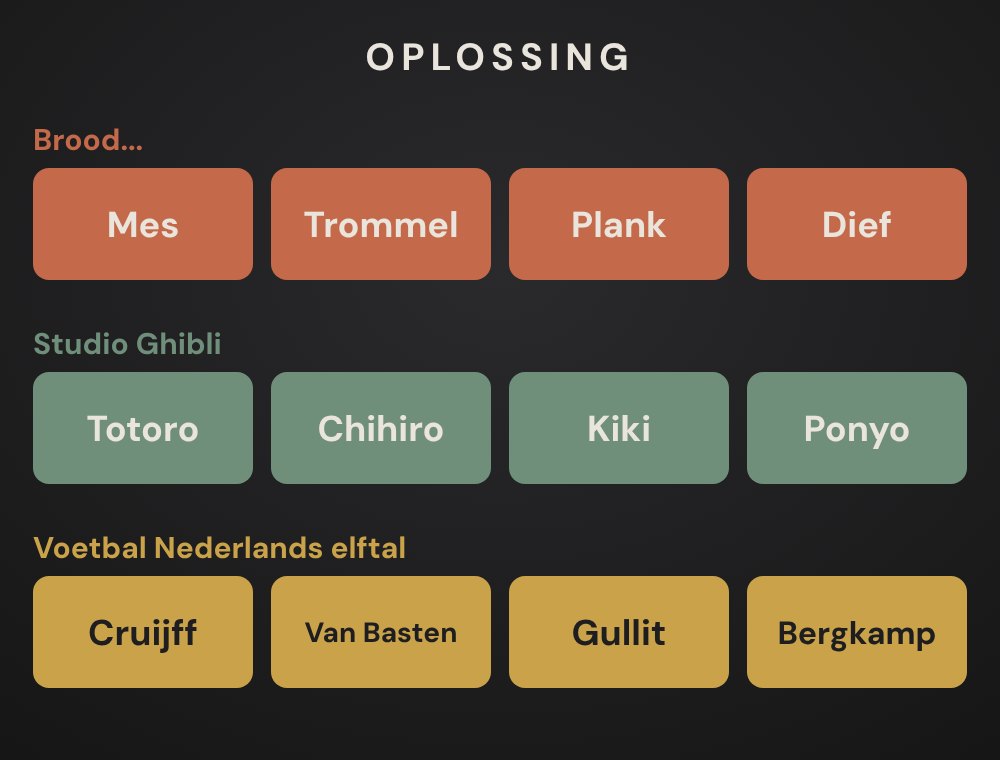 OPLOSSING
Brood...
Mes Trommel Plank Dief
Studio Ghibli
Totoro Chihiro Kiki Ponyo
Voetbal Nederlands elftal
Cruijff Van Basten Gullit Bergkamp